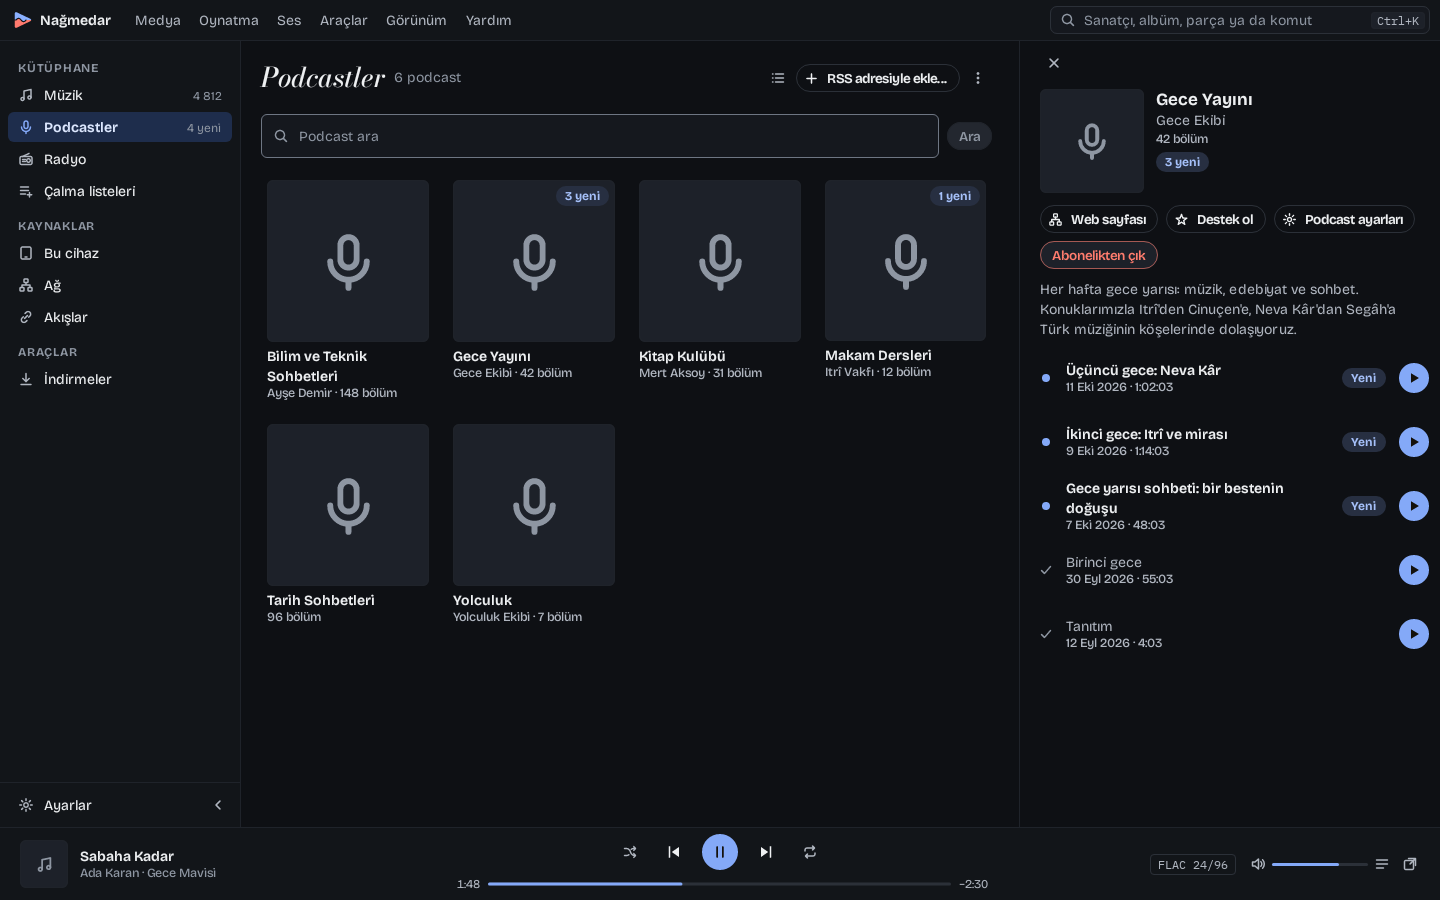 Nağmedar
Medya Oynatma Ses Araçlar Görünüm Yardım
Sanatçı, albüm, parça ya da komut Ctrl+K
KÜTÜPHANE
Müzik 4 812
Podcastler 4 yeni
Radyo
Çalma listeleri
KAYNAKLAR
Bu cihaz
Ağ
Akışlar
ARAÇLAR
İndirmeler
Ayarlar
Podcastler 6 podcast
RSS adresiyle ekle...
Podcast ara
Ara
Bilim ve Teknik
Sohbetleri
Ayşe Demir · 148 bölüm
3 yeni
Gece Yayını
Gece Ekibi · 42 bölüm
Kitap Kulübü
Mert Aksoy · 31 bölüm
1 yeni
Makam Dersleri
Itrî Vakfı · 12 bölüm
Tarih Sohbetleri
96 bölüm
Yolculuk
Yolculuk Ekibi · 7 bölüm
Gece Yayını
Gece Ekibi
42 bölüm
3 yeni
Web sayfası
Destek ol
Podcast ayarları
Abonelikten çık
Her hafta gece yarısı: müzik, edebiyat ve sohbet.
Konuklarımızla Itrî'den Cinuçen'e, Neva Kâr'dan Segâh'a
Türk müziğinin köşelerinde dolaşıyoruz.
Üçüncü gece: Neva Kâr
11 Eki 2026 · 1:02:03
Yeni
İkinci gece: Itrî ve mirası
9 Eki 2026 · 1:14:03
Yeni
Gece yarısı sohbeti: bir bestenin
doğuşu
7 Eki 2026 · 48:03
Yeni
Birinci gece
30 Eyl 2026 · 55:03
Tanıtım
12 Eyl 2026 · 4:03
Sabaha Kadar
Ada Karan · Gece Mavisi
1:48
−2:30
FLAC 24/96